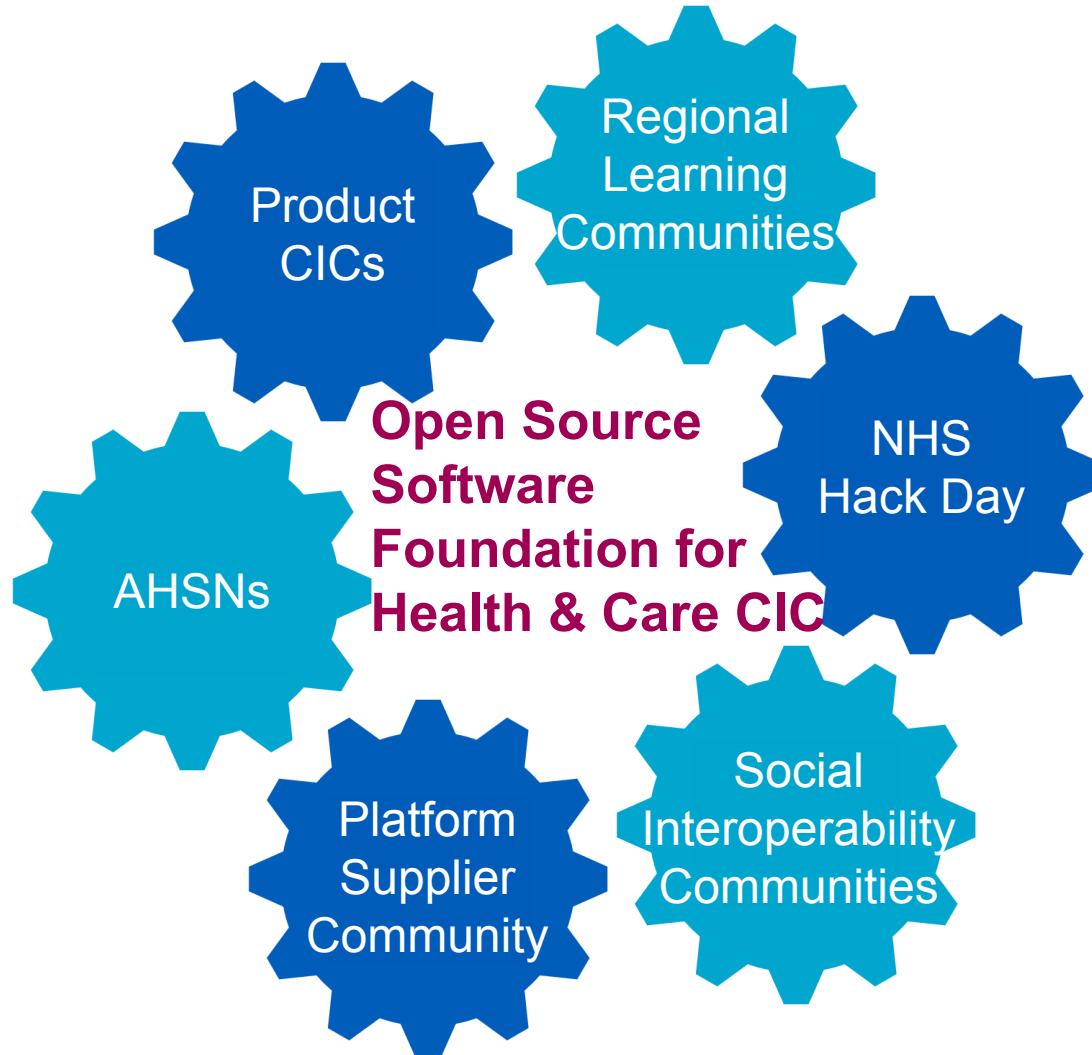 Regional
Learning
Communities
Product
CICs
NHS
Hack Day
Open Source
Software
Foundation for
Health & Care CIC
AHSNs
Social
Interoperability
Communities
Platform
Supplier
Community